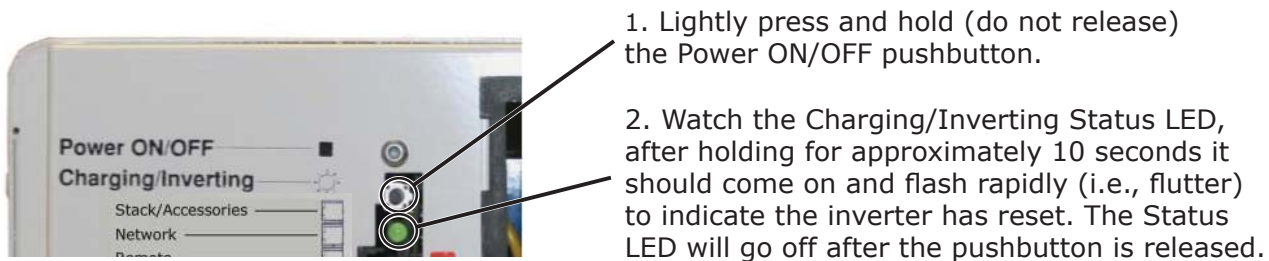 1. Lightly press and hold (do not release)
the Power ON/OFF pushbutton.
2. Watch the Charging/Inverting Status LED,
after holding for approximately 10 seconds it
should come on and flash rapidly (i.e., flutter)
to indicate the inverter has reset. The Status
LED will go off after the pushbutton is released.
Power ON/OFF
Charging/Inverting
Stack/Accessories
Network